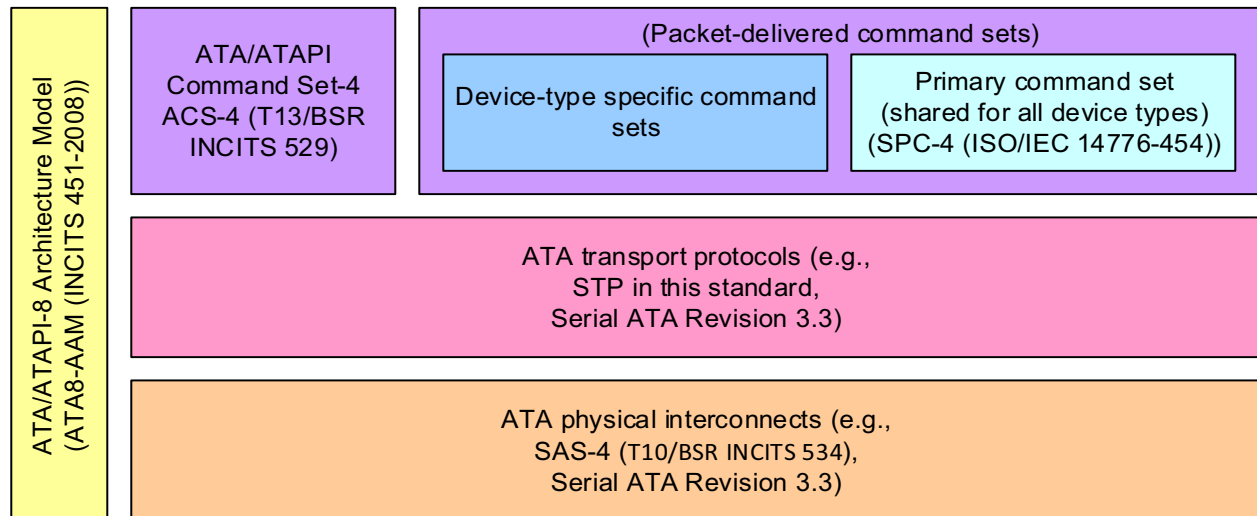 ATA/ATAPI-8 Architecture Model
(ATA8-AAM (INCITS 451-2008))
ATA/ATAPI
Command Set-4
ACS-4 (T13/BSR
INCITS 529)
(Packet-delivered command sets)
Device-type specific command
sets
Primary command set
(shared for all device types)
(SPC-4 (ISO/IEC 14776-454))
ATA transport protocols (e.g.,
STP in this standard,
Serial ATA Revision 3.3)
ATA physical interconnects (e.g.,
SAS-4 (T10/BSR INCITS 534),
Serial ATA Revision 3.3)